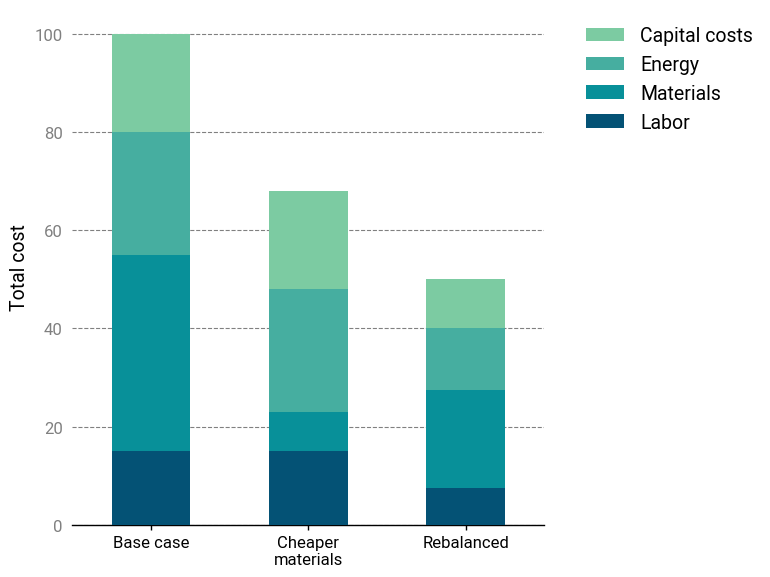 Total cost
100
80
60
40
20
0
Base case
Cheaper
materials
Rebalanced
Capital costs
Energy
Materials
Labor